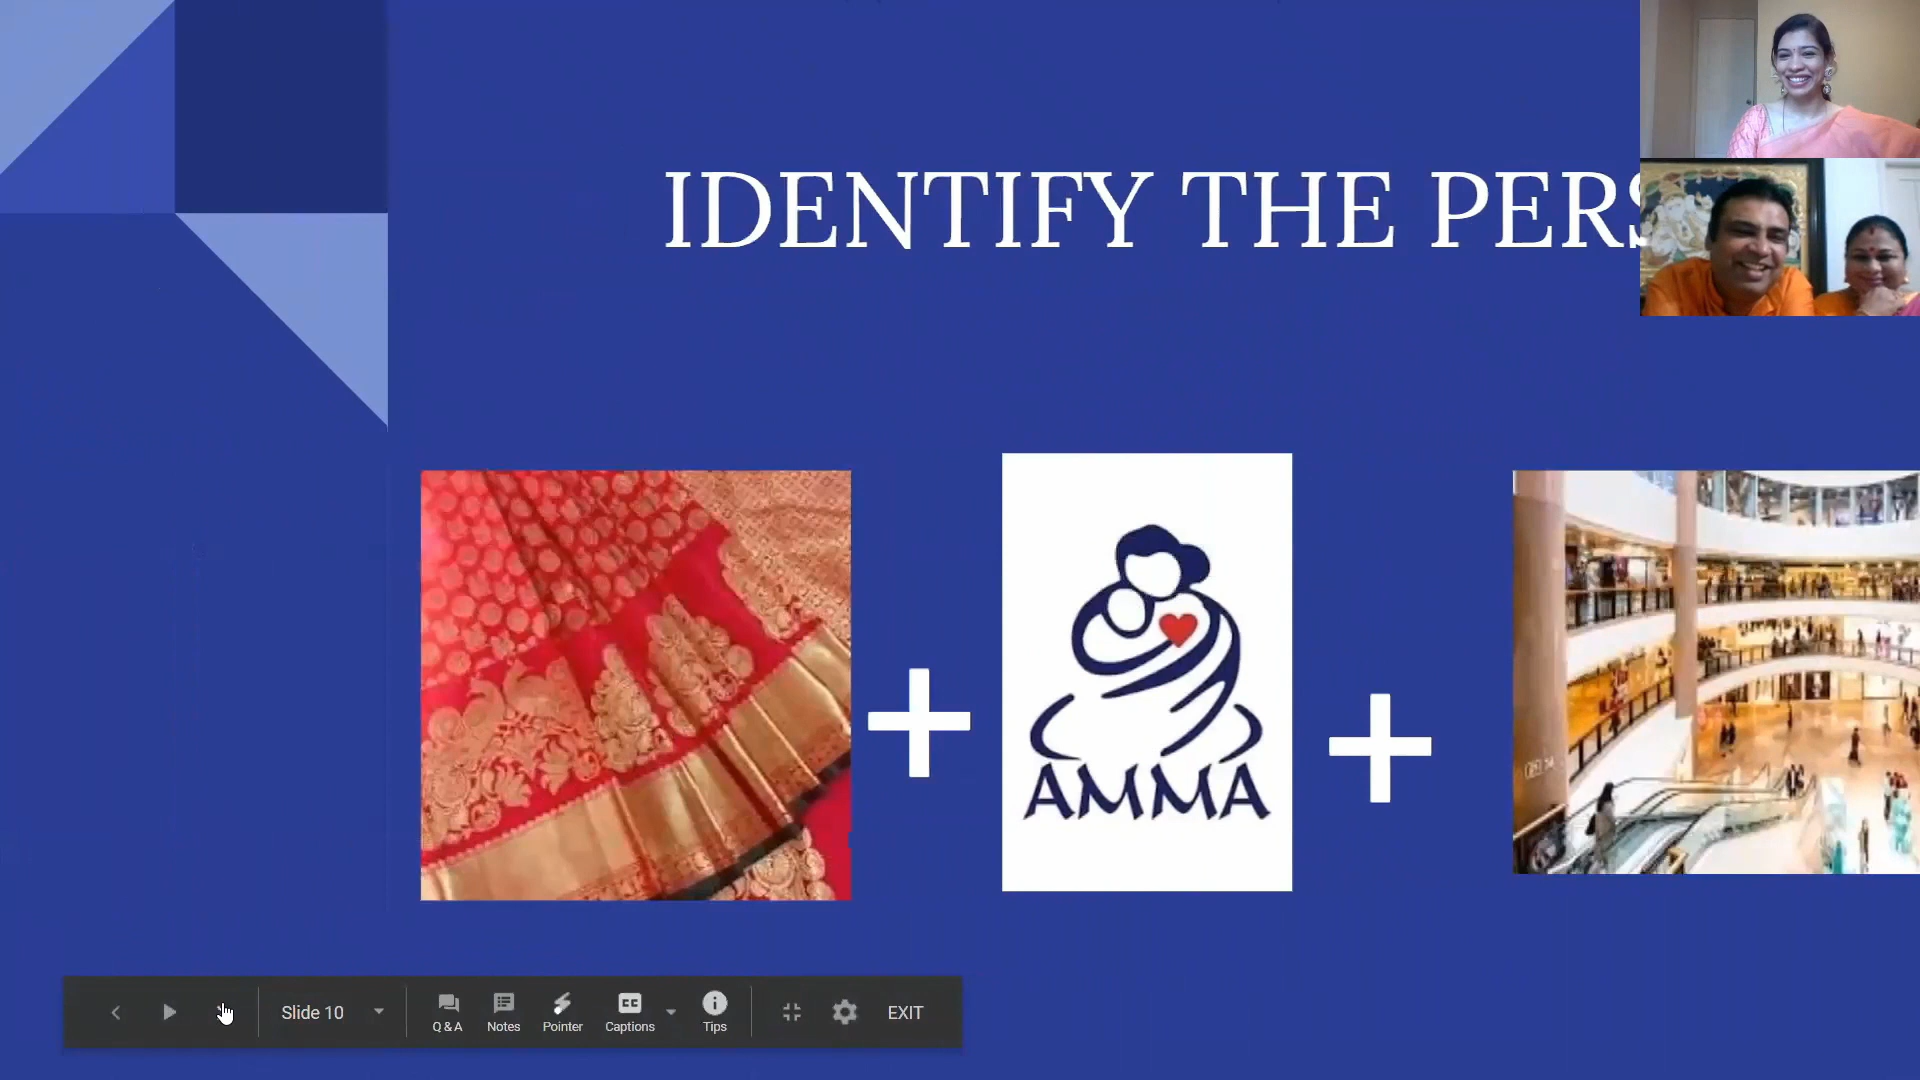 IDENTIFY THE PERS
AMMA
Slide 10
Q & A
Notes
Pointer
Captions
Tips
EXIT